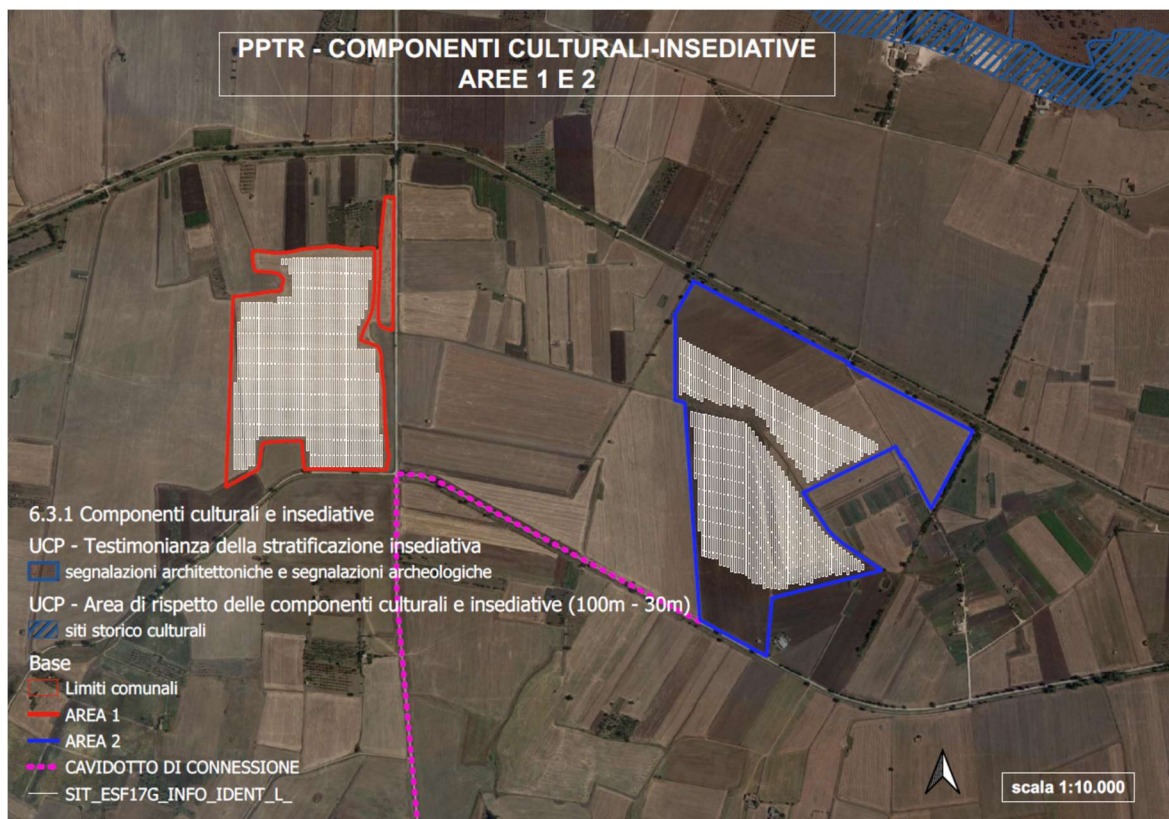 PPTR - COMPONENTI CULTURALI-INSEDIATIVE
AREE 1 E 2
6.3.1 Componenti culturali e insediative
UCP - Testimonianza della stratificazione insediativa
segnalazioni architettoniche e segnalazioni archeologiche
UCP - Area di rispetto delle componenti culturali e insediative (100m - 30m)
siti storico culturali
Base
Limiti comunali
AREA 1
AREA 2
CAVIDOTTO DI CONNESSIONE
SIT_ESF17G_INFO_IDENT_L_
scala 1:10.000